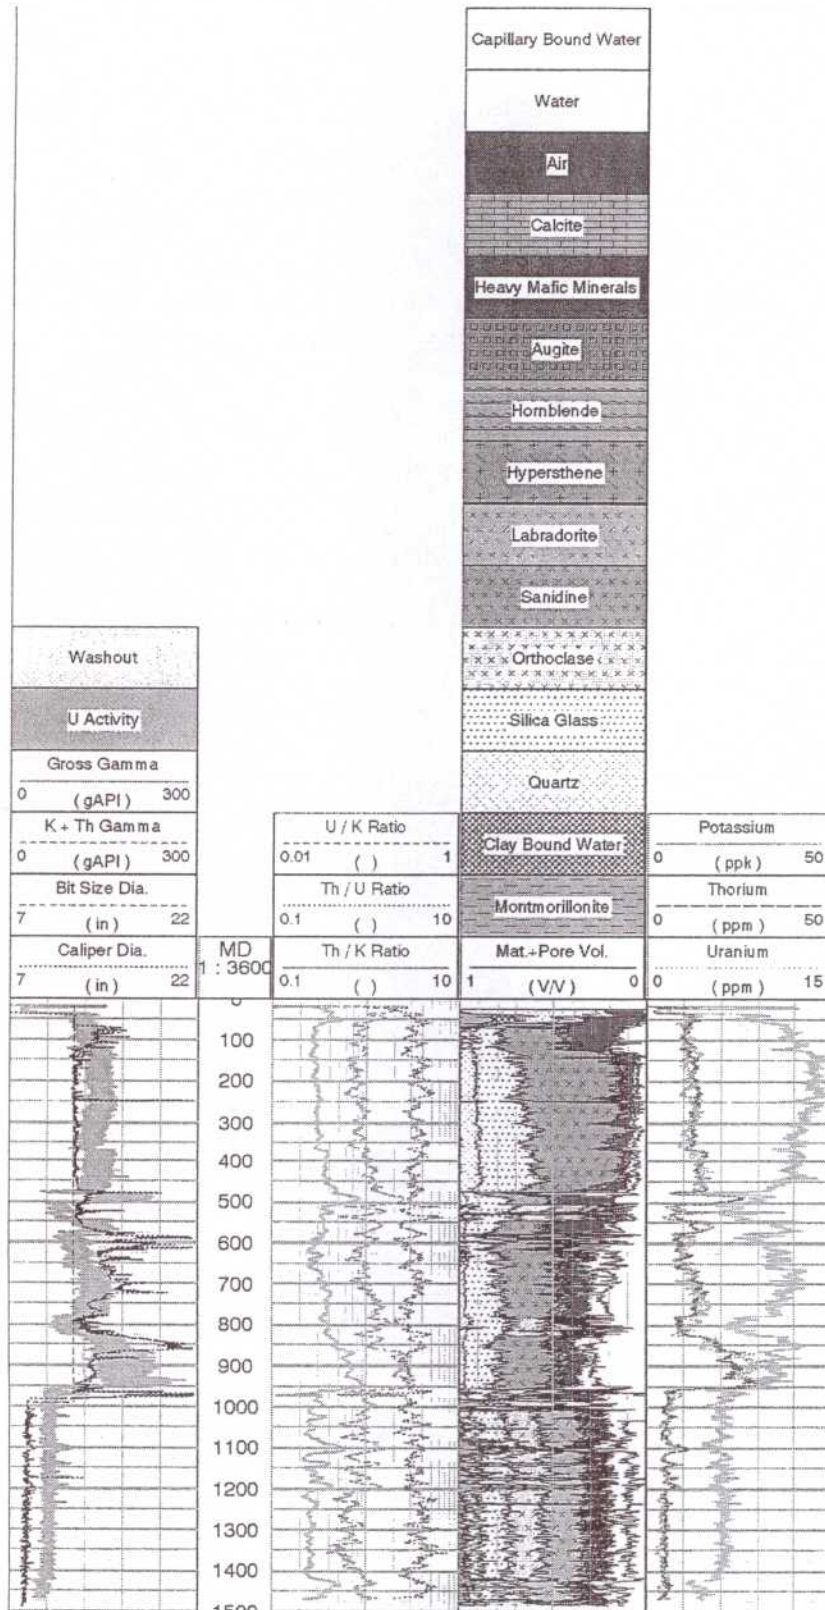 Capillary Bound Water
Water
Air
Calcite
Heavy Mafic Minerals
Augite
Hornblende
Hypersthene
Labradorite
Sanidine
Washout
Orthoclase
U Activity
Silica Glass
Gross Gamma
0 (gAPI) 300
Quartz
K + Th Gamma
0 (gAPI) 300
U / K Ratio
0.01 ( ) 1
Clay Bound Water
Potassium
0 (ppk) 50
Bit Size Dia.
7 (in) 22
Th / U Ratio
0.1 ( ) 10
Montmorillonite
Thorium
0 (ppm) 50
Caliper Dia.
7 (in) 22
MD
1 : 3600
Th / K Ratio
0.1 ( ) 10
Mat.+Pore Vol.
1 (V/V) 0
Uranium
0 (ppm) 15
0
100
200
300
400
500
600
700
800
900
1000
1100
1200
1300
1400
1500